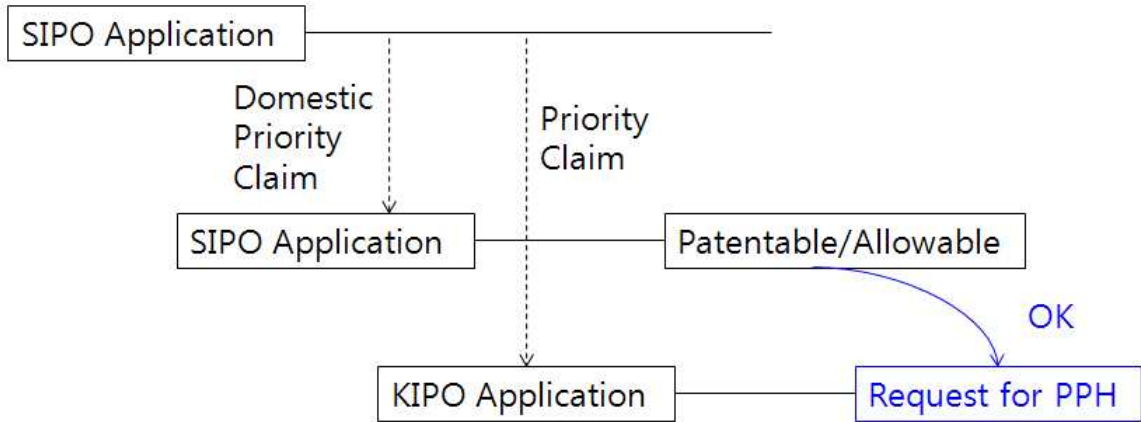 SIPO Application
Domestic
Priority
Claim
Priority
Claim
SIPO Application
Patentable/Allowable
OK
KIPO Application
Request for PPH